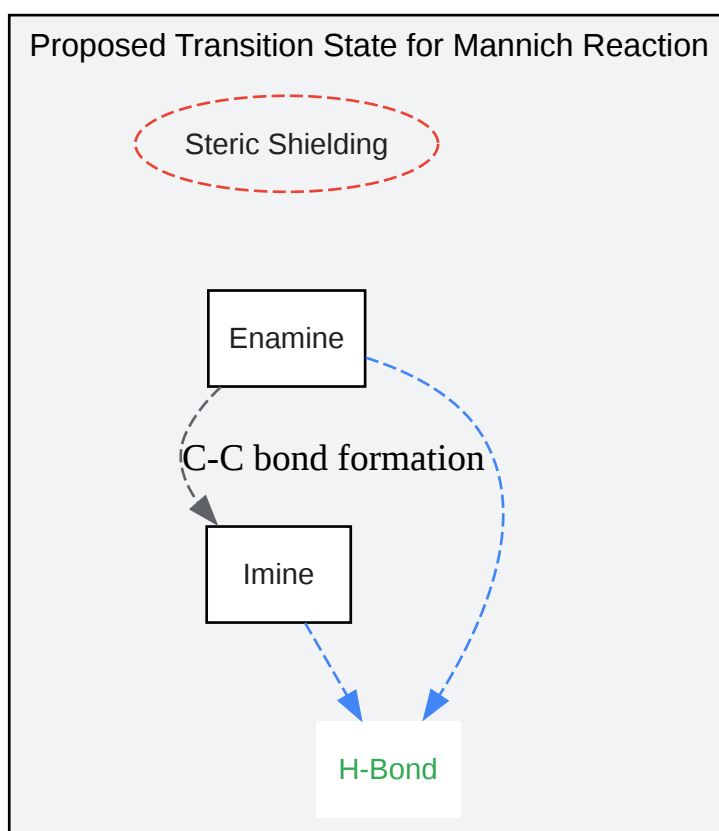 Proposed Transition State for Mannich Reaction
Steric Shielding
Enamine
C-C bond formation
Imine
H-Bond